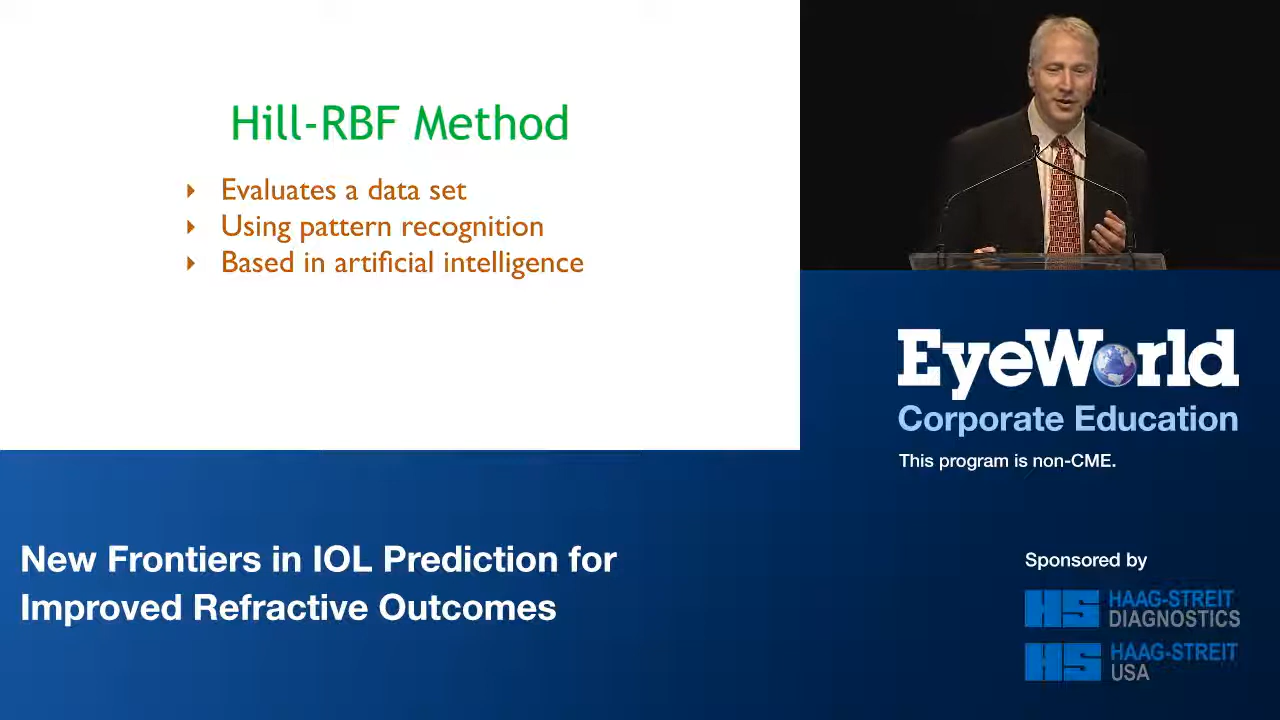 Hill-RBF Method
Evaluates a data set
Using pattern recognition
Based in artificial intelligence
EyeWorld
Corporate Education
This program is non-CME.
New Frontiers in IOL Prediction for
Improved Refractive Outcomes
Sponsored by
HS HAAG-STREIT
DIAGNOSTICS
HS HAAG-STREIT
USA